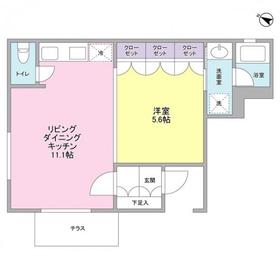 トイレ
冷
クロー
ゼット
クロー
ゼット
クロー
ゼット
洗面室
浴室
洗
リビング
ダイニング
キッチン
11.1帖
洋室
5.6帖
玄関
下足入
テラス